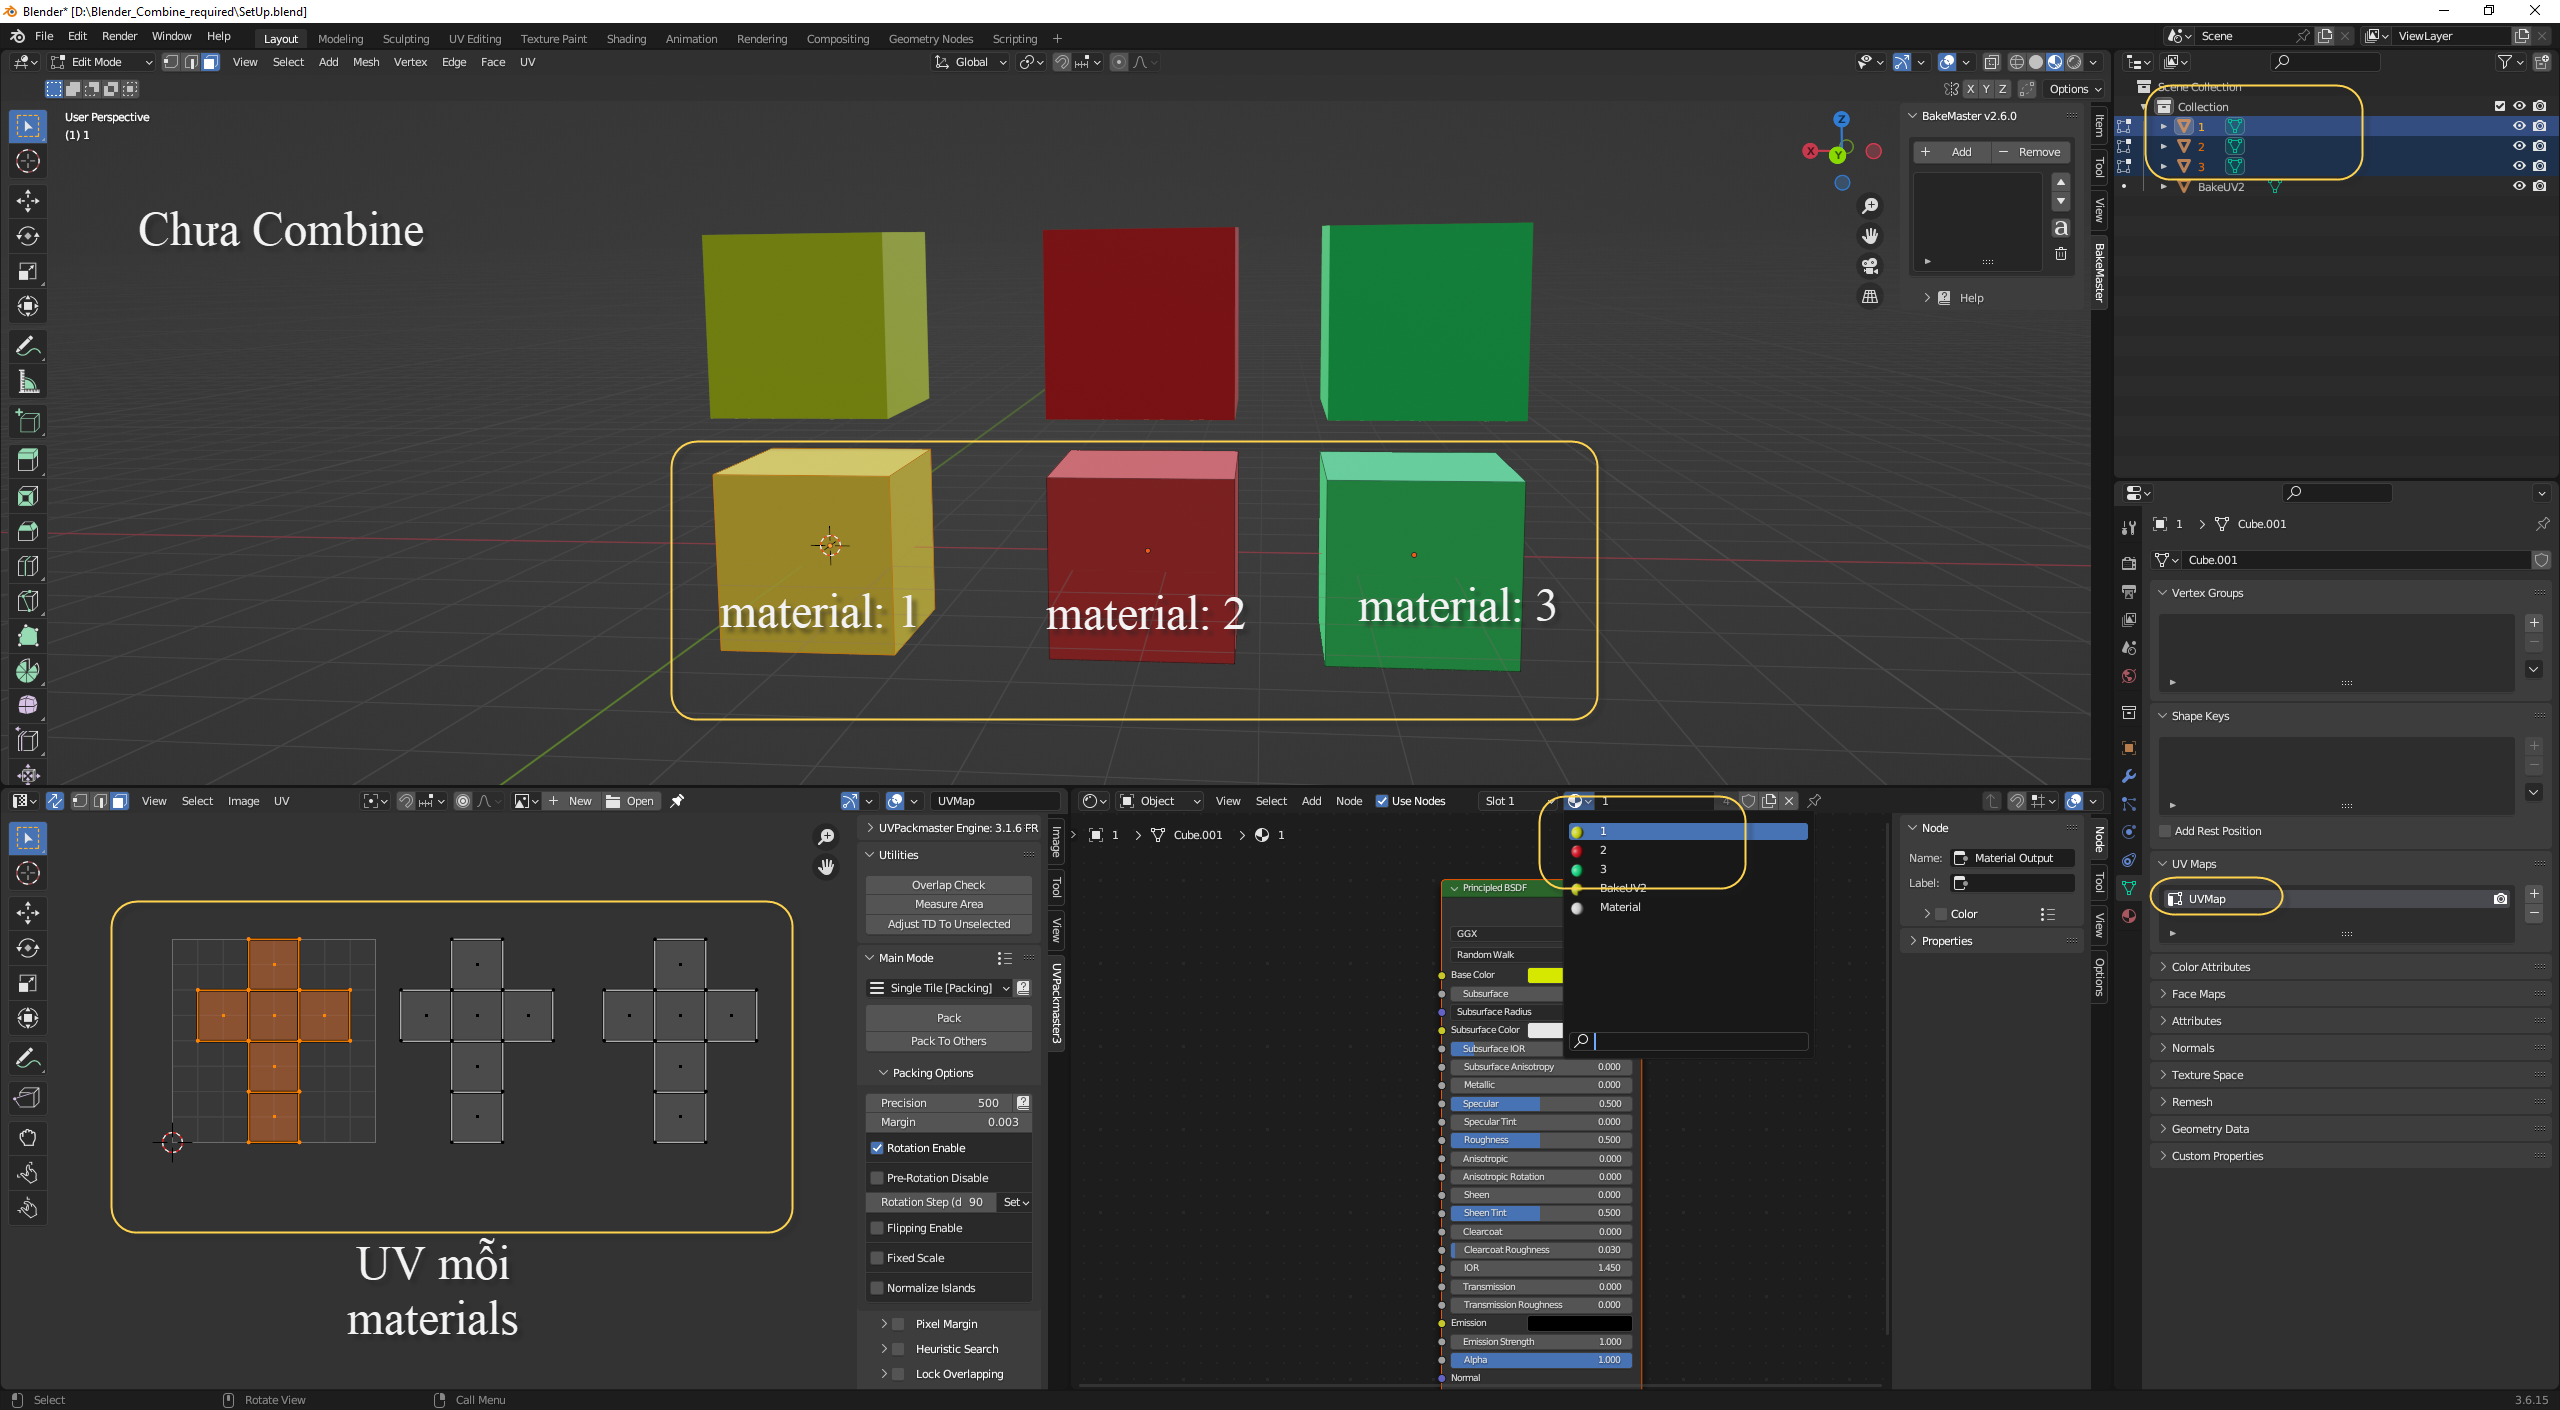 Blender* [D:\Blender_Combine_required\SetUp.blend]
File Edit Render Window Help Layout Modeling Sculpting UV Editing Texture Paint Shading Animation Rendering Compositing Geometry Nodes Scripting + Scene ViewLayer
Edit Mode View Select Add Mesh Vertex Edge Face UV Global
X Y Z Options
User Perspective
(1) 1
Chưa Combine
material: 1
material: 2
material: 3
Z
X
Y
BakeMaster v2.6.0
Add Remove
a
Help
Item
Tool
View
BakeMaster
Scene Collection
Collection
1
2
3
BakeUV2
1 > Cube.001
Cube.001
Vertex Groups
Shape Keys
Add Rest Position
UV Maps
UVMap
Color Attributes
Face Maps
Attributes
Normals
Texture Space
Remesh
Geometry Data
Custom Properties
View Select Image UV New Open UVMap
UV mỗi
materials
UVPackmaster Engine: 3.1.6 PR
Utilities
Overlap Check
Measure Area
Adjust TD To Unselected
Main Mode
Single Tile [Packing]
Pack
Pack To Others
Packing Options
Precision 500
Margin 0.003
Rotation Enable
Pre-Rotation Disable
Rotation Step (d 90 Set
Flipping Enable
Fixed Scale
Normalize Islands
Pixel Margin
Heuristic Search
Lock Overlapping
Image
Tool
View
UVPackmaster3
Object View Select Add Node Use Nodes Slot 1 1 4
1 > Cube.001 > 1
1
2
3
BakeUV2
Material
Principled BSDF
GGX
Random Walk
Base Color
Subsurface
Subsurface Radius
Subsurface Color
Subsurface IOR
Subsurface Anisotropy 0.000
Metallic 0.000
Specular 0.500
Specular Tint 0.000
Roughness 0.500
Anisotropic 0.000
Anisotropic Rotation 0.000
Sheen 0.000
Sheen Tint 0.500
Clearcoat 0.000
Clearcoat Roughness 0.030
IOR 1.450
Transmission 0.000
Transmission Roughness 0.000
Emission
Emission Strength 1.000
Alpha 1.000
Normal
Node
Name: Material Output
Label:
Color
Properties
Node
Tool
View
Options
Select Rotate View Call Menu 3.6.15